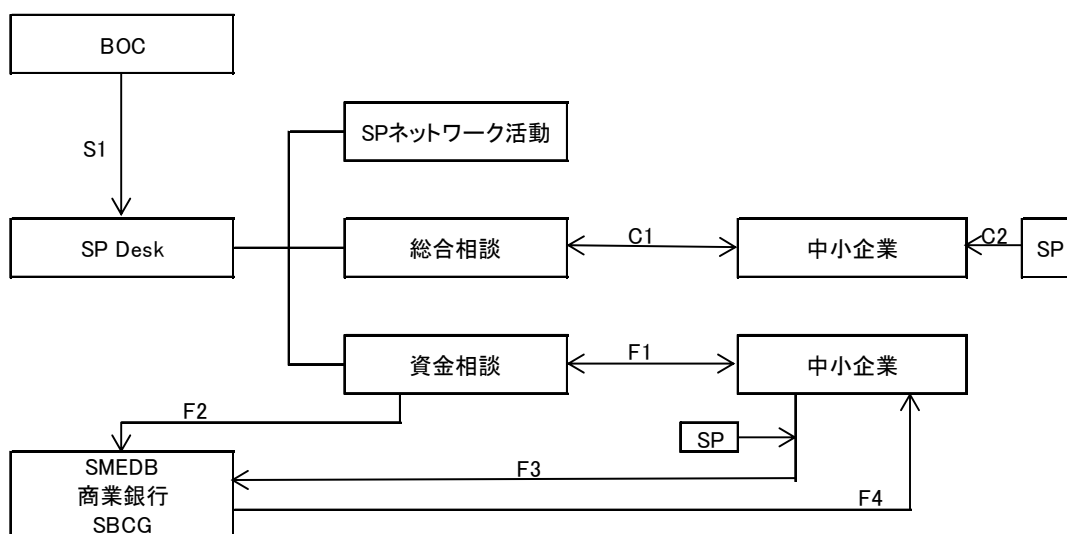 BOC
SPネットワーク活動
S1
SP Desk
総合相談
C1
中小企業
C2
SP
資金相談
F1
中小企業
F2
SP
SMEDB
商業銀行
SBCG
F3
F4